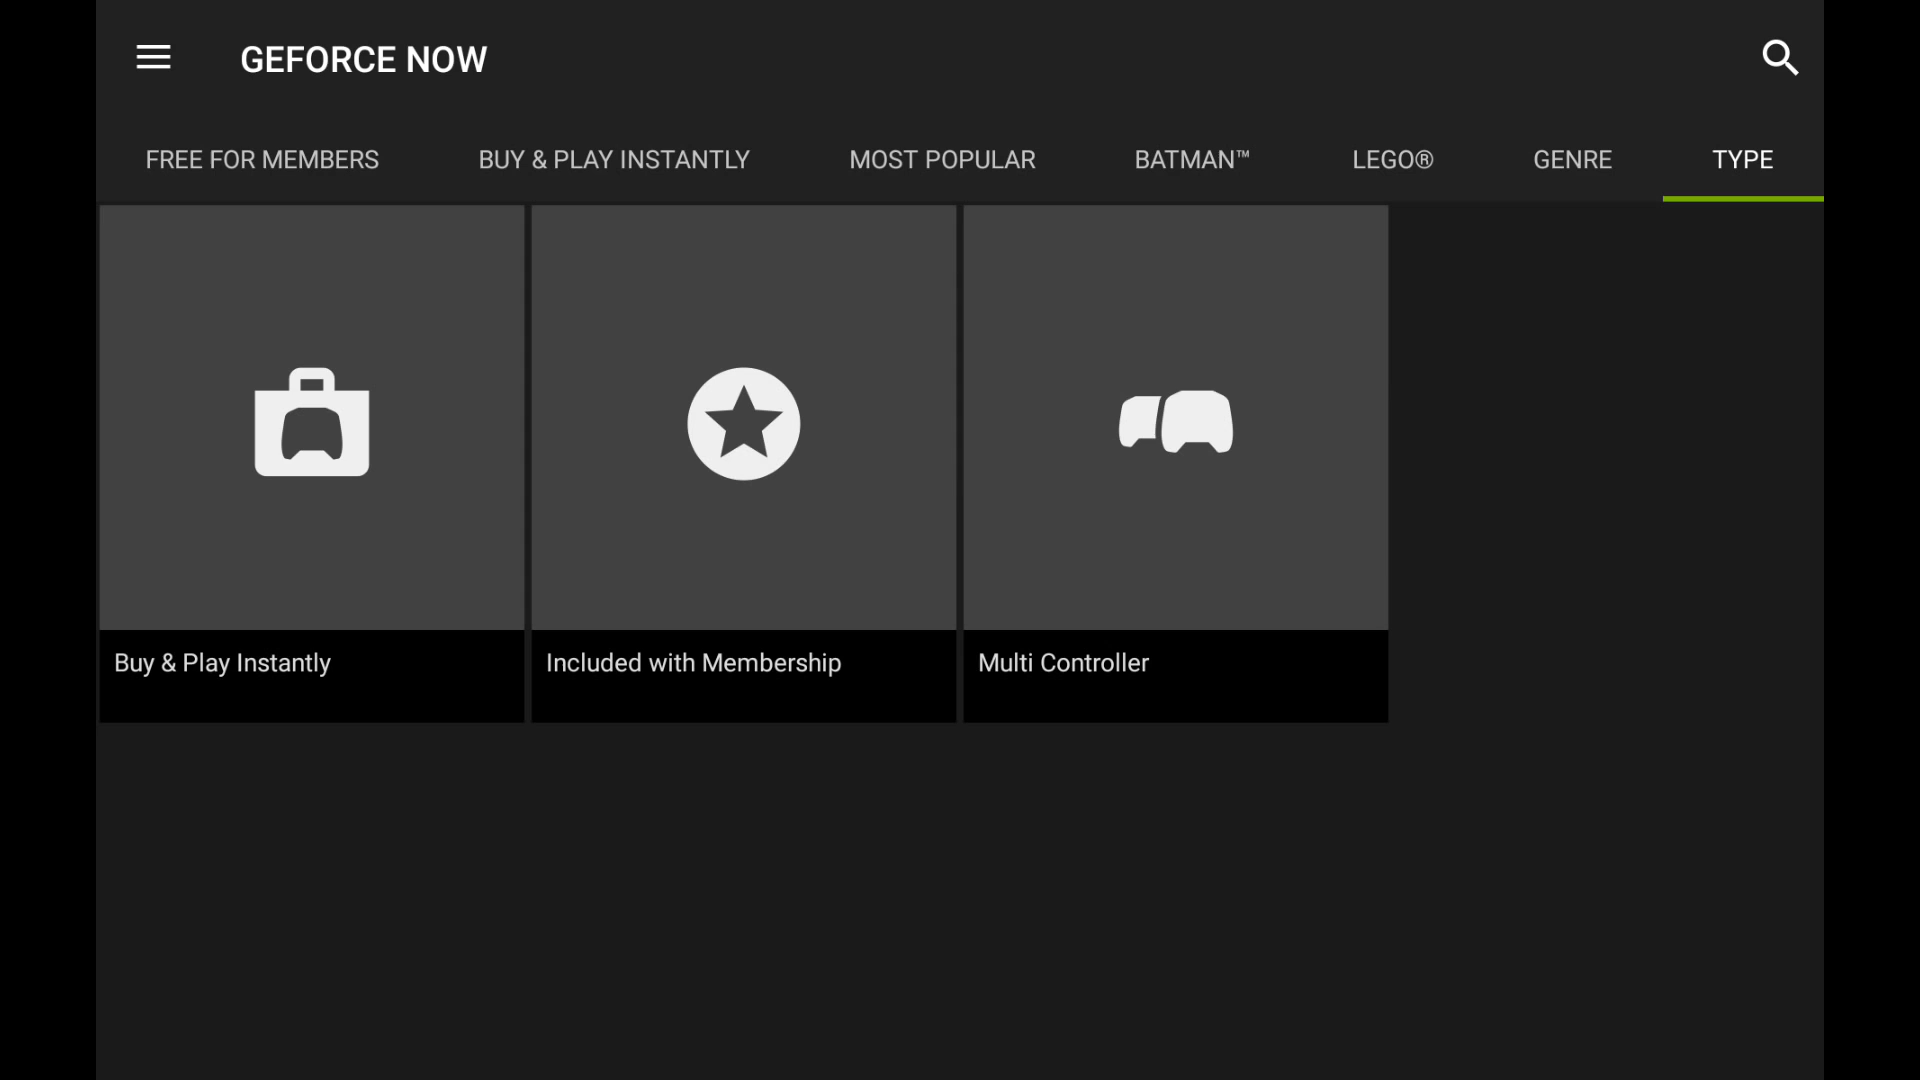 GEFORCE NOW
FREE FOR MEMBERS BUY & PLAY INSTANTLY MOST POPULAR BATMAN™ LEGO® GENRE TYPE
Buy & Play Instantly Included with Membership Multi Controller